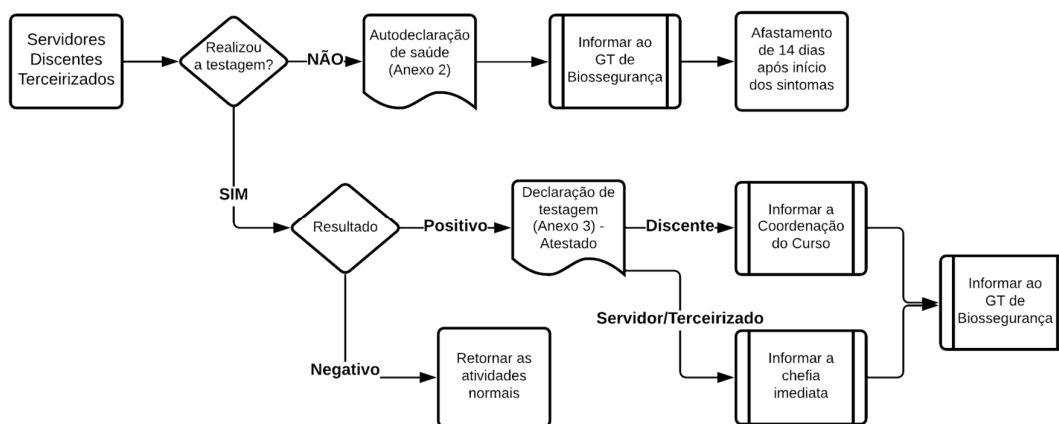 Servidores
Discentes
Terceirizados
Realizou
a testagem?
NÃO
Autodeclaração
de saúde
(Anexo 2)
Informar ao
GT de
Biossegurança
Afastamento
de 14 dias
após início
dos sintomas
SIM
Resultado
Positivo
Declaração de
testagem
(Anexo 3) -
Atestado
Discente
Informar a
Coordenação
do Curso
Servidor/Terceirizado
Informar a
chefia
imediata
Informar ao
GT de
Biossegurança
Negativo
Retornar as
atividades
normais